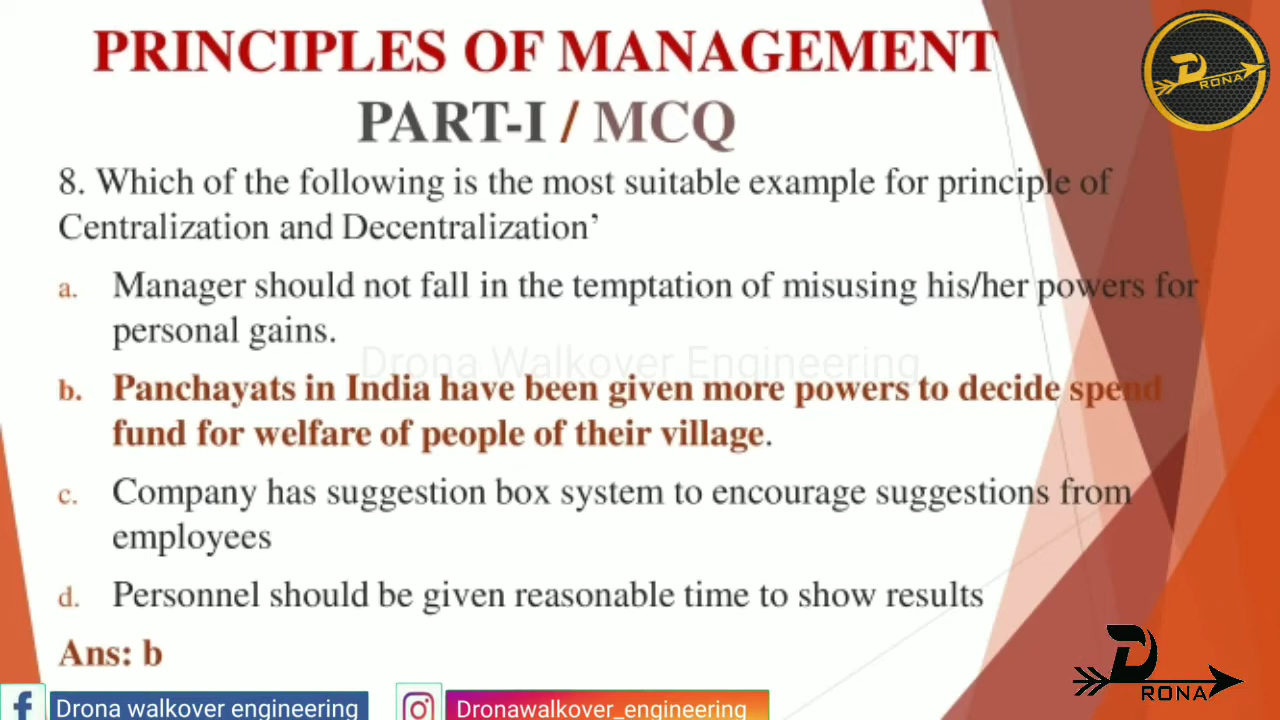 PRINCIPLES OF MANAGEMENT
PART-I / MCQ
8. Which of the following is the most suitable example for principle of
Centralization and Decentralization’
a. Manager should not fall in the temptation of misusing his/her powers for
personal gains.
Drona Walkover Engineering
b. Panchayats in India have been given more powers to decide spend
fund for welfare of people of their village.
c. Company has suggestion box system to encourage suggestions from
employees
d. Personnel should be given reasonable time to show results
Ans: b
Drona walkover engineering
Dronawalkover_engineering
D RONA
D RONA